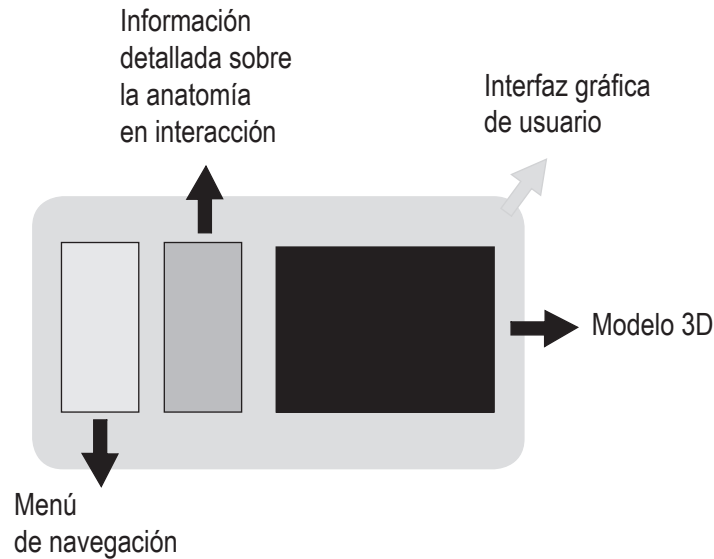 Información
detallada sobre
la anatomía
en interacción
Interfaz gráfica
de usuario
Modelo 3D
Menú
de navegación